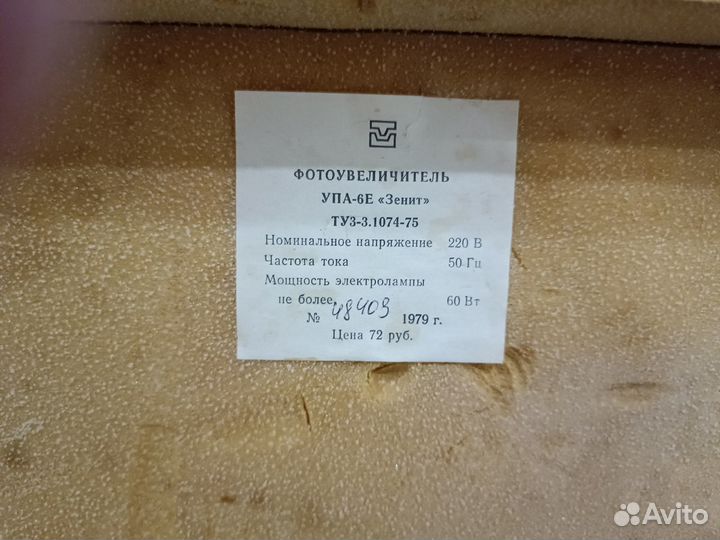 ФОТОУВЕЛИЧИТЕЛЬ
УПА-6Е «Зенит»
ТУ3-3.1074-75
Номинальное напряжение 220 В
Частота тока 50 Гц
Мощность электролампы
не более, 60 Вт
№ 48409 1979 г.
Цена 72 руб.
Avito